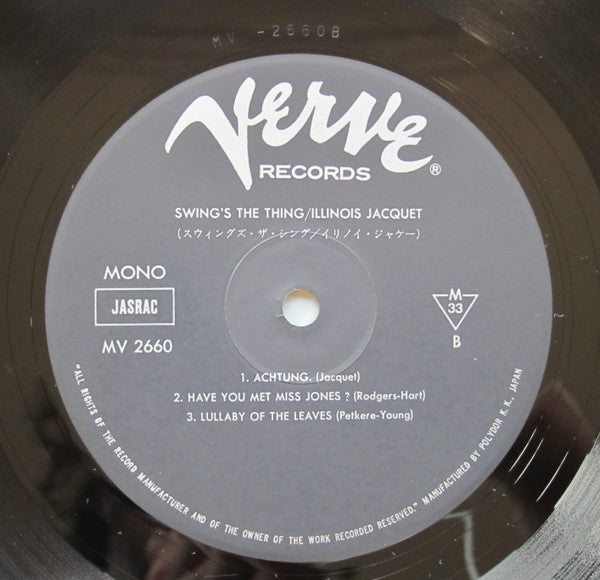 MV -2660B
Verve
RECORDS ®
SWING'S THE THING/ILLINOIS JACQUET
(スウィングズ・ザ・シング/イリノイ・ジャケー)
MONO
JASRAC
MV 2660
M
33
B
1. ACHTUNG. (Jacquet)
2. HAVE YOU MET MISS JONES ? (Rodgers-Hart)
3. LULLABY OF THE LEAVES (Petkere-Young)
"ALL RIGHTS OF THE RECORD MANUFACTURER AND OF THE OWNER OF THE WORK RECORDED RESERVED." MANUFACTURED BY POLYDOR K. K., JAPAN